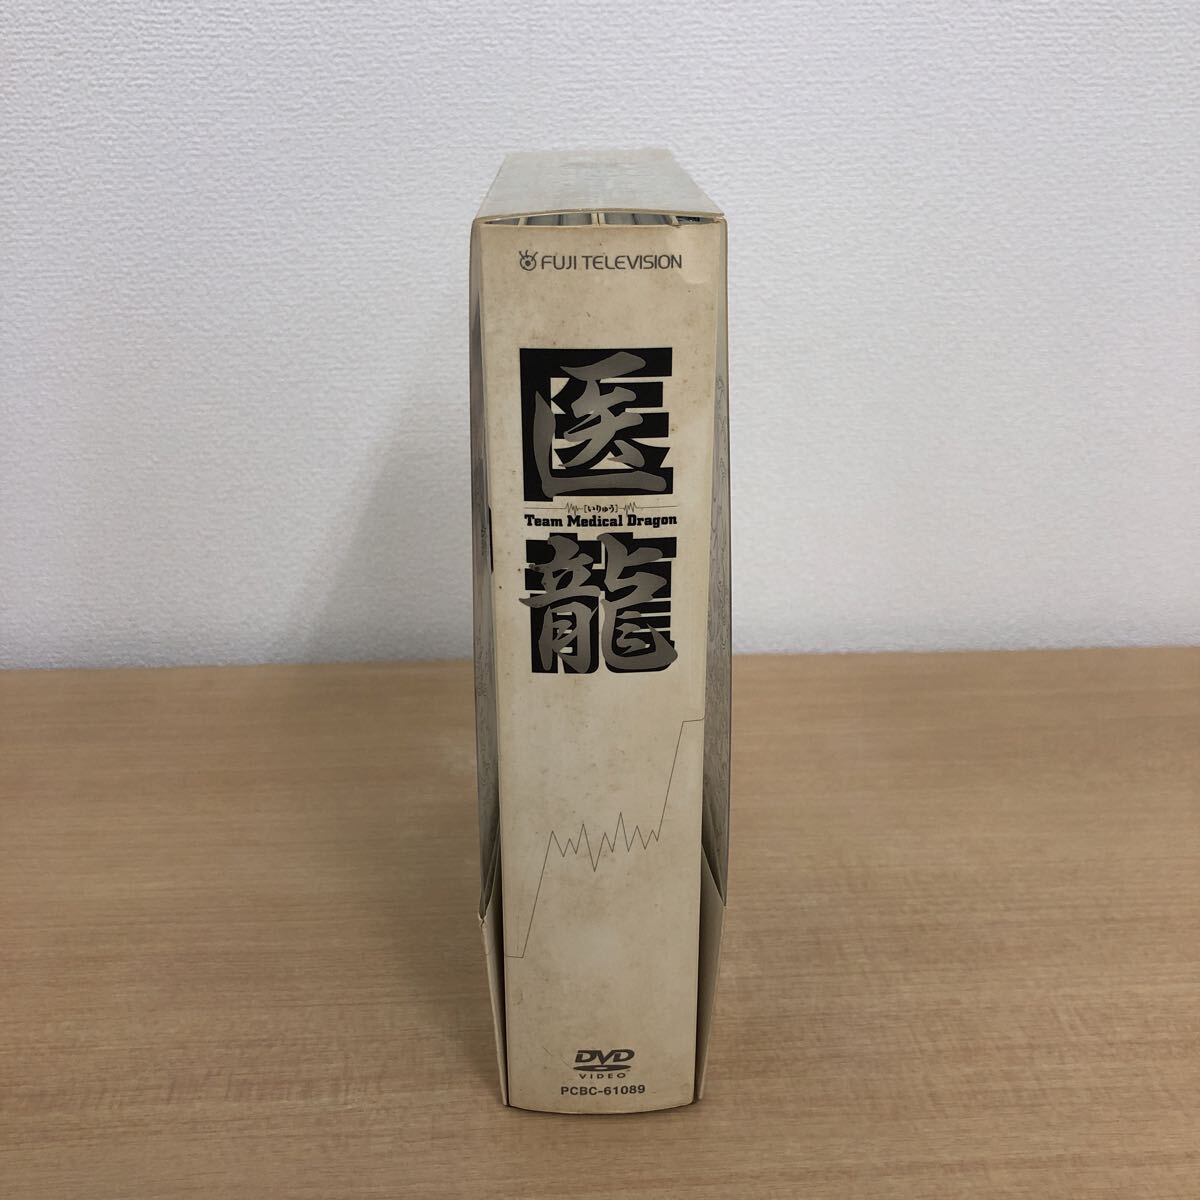 FUJI TELEVISION
医
[いりゅう]
Team Medical Dragon
龍
DVD
VIDEO
PCBC-61089